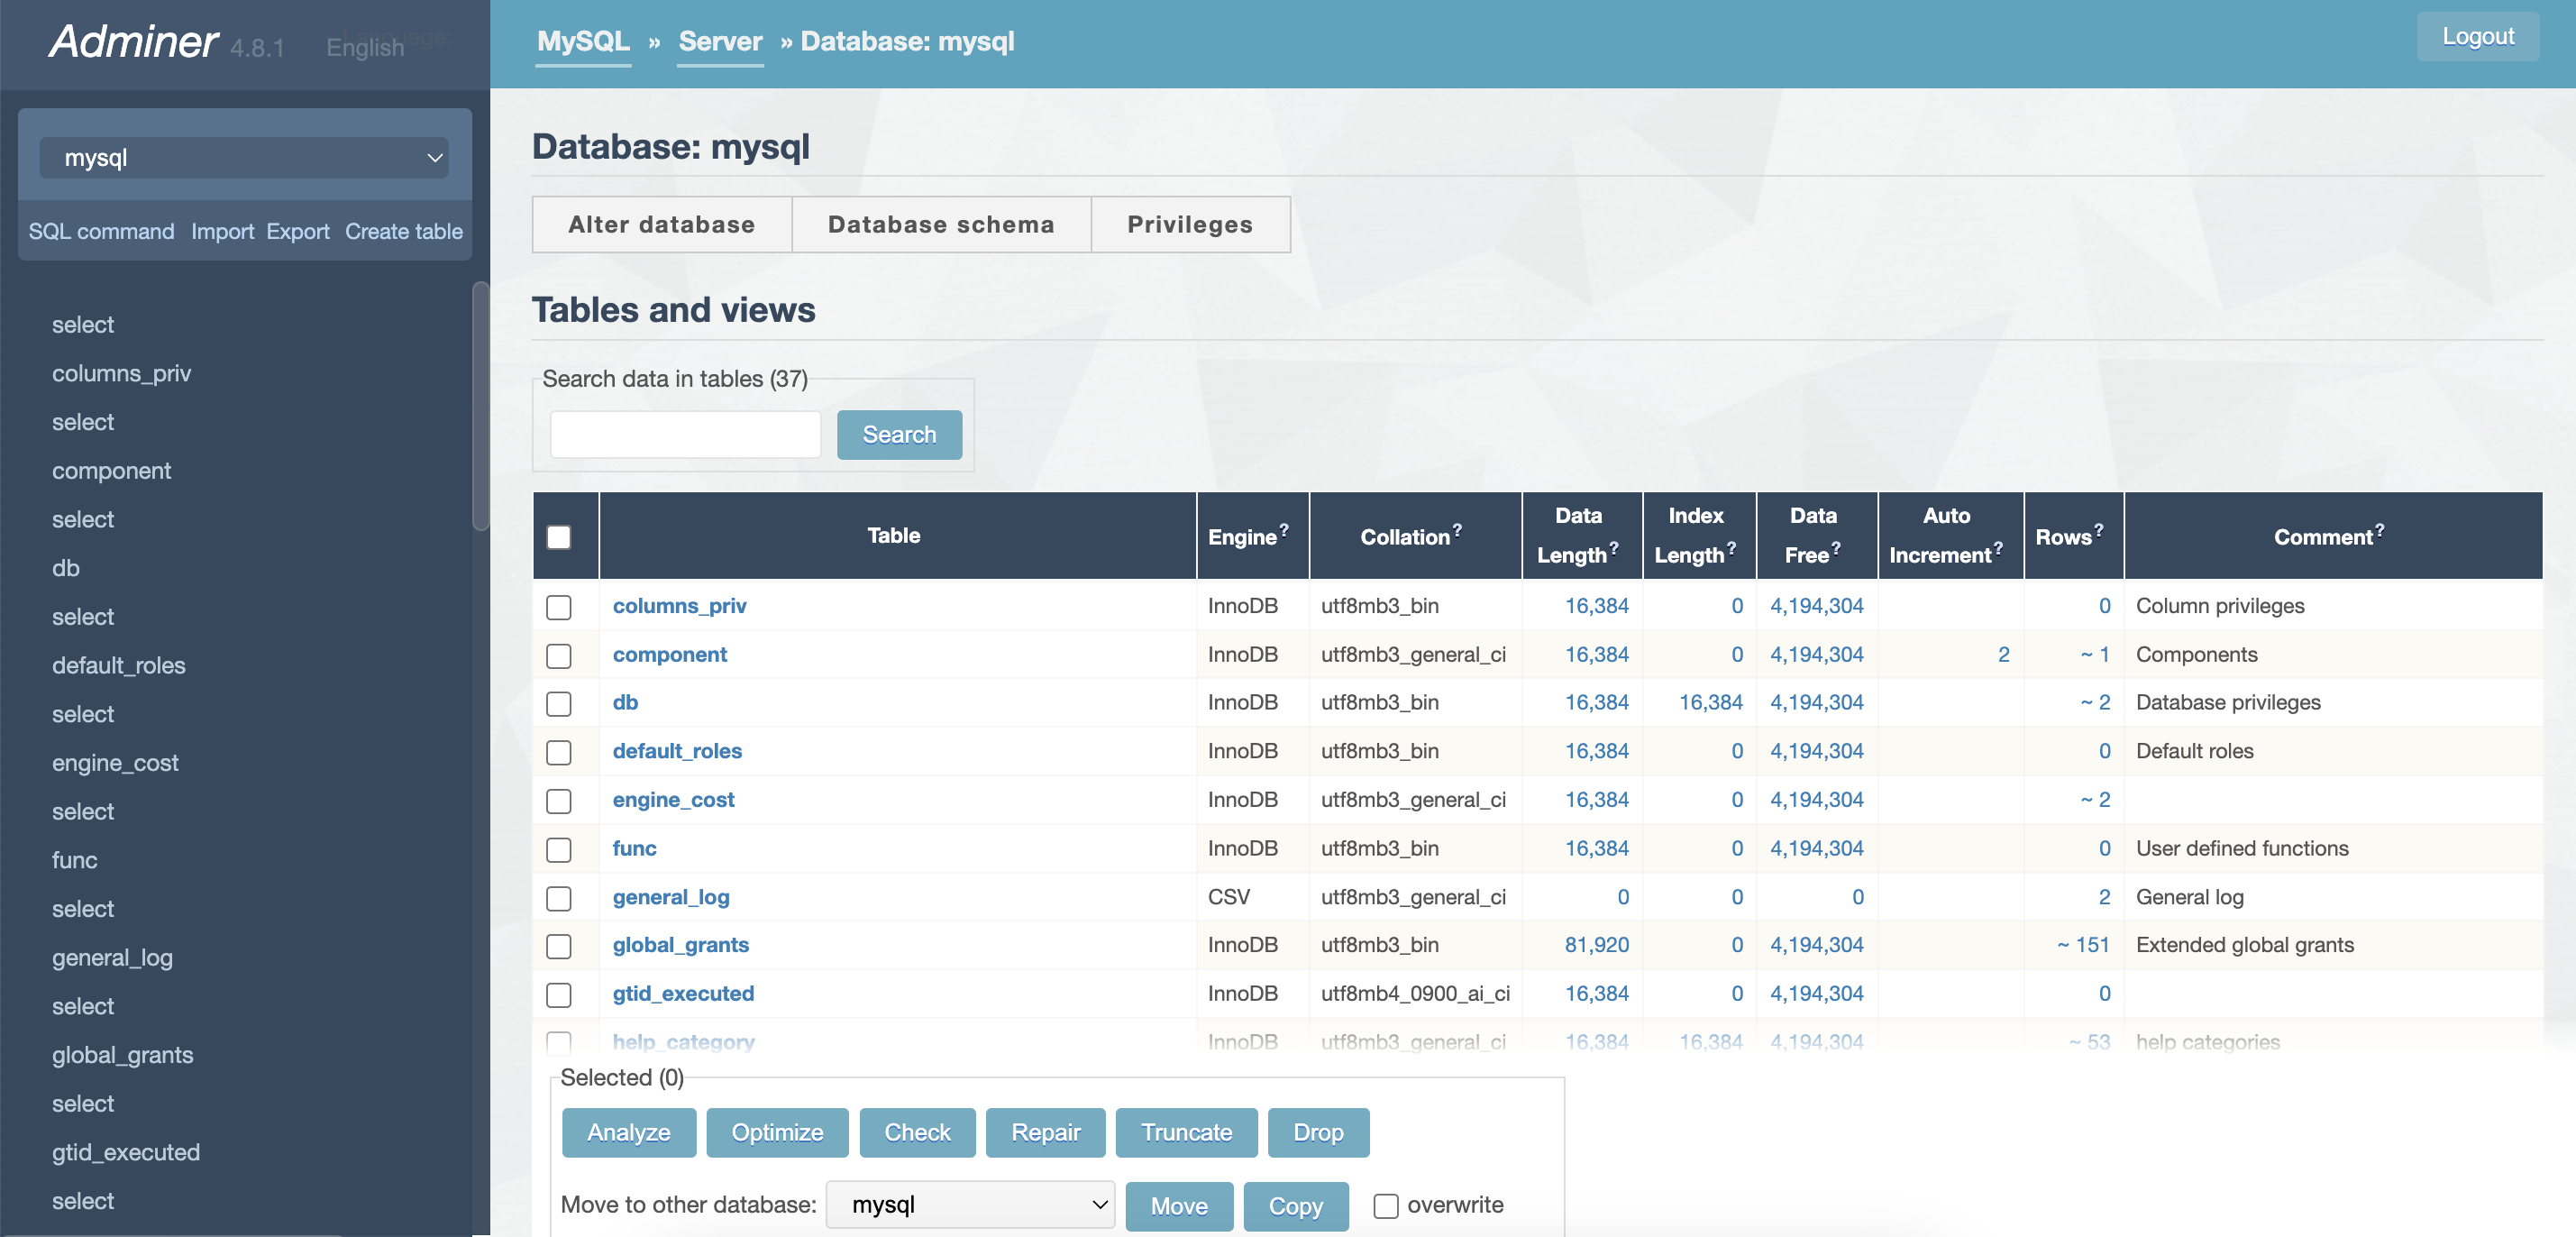 Adminer 4.8.1 English
MySQL » Server » Database: mysql
Logout
mysql
SQL command Import Export Create table
select
columns_priv
select
component
select
db
select
default_roles
select
engine_cost
select
func
select
general_log
select
global_grants
select
gtid_executed
select
Database: mysql
Alter database Database schema Privileges
Tables and views
Search data in tables (37)
Search
Table Engine? Collation? Data Length? Index Length? Data Free? Auto Increment? Rows? Comment?
columns_priv InnoDB utf8mb3_bin 16,384 0 4,194,304 0 Column privileges
component InnoDB utf8mb3_general_ci 16,384 0 4,194,304 2 ~ 1 Components
db InnoDB utf8mb3_bin 16,384 16,384 4,194,304 ~ 2 Database privileges
default_roles InnoDB utf8mb3_bin 16,384 0 4,194,304 0 Default roles
engine_cost InnoDB utf8mb3_general_ci 16,384 0 4,194,304 ~ 2
func InnoDB utf8mb3_bin 16,384 0 4,194,304 0 User defined functions
general_log CSV utf8mb3_general_ci 0 0 0 2 General log
global_grants InnoDB utf8mb3_bin 81,920 0 4,194,304 ~ 151 Extended global grants
gtid_executed InnoDB utf8mb4_0900_ai_ci 16,384 0 4,194,304 0
help_category InnoDB utf8mb3_general_ci 16,384 16,384 4,194,304 ~ 53 help categories
Selected (0)
Analyze Optimize Check Repair Truncate Drop
Move to other database: mysql Move Copy overwrite